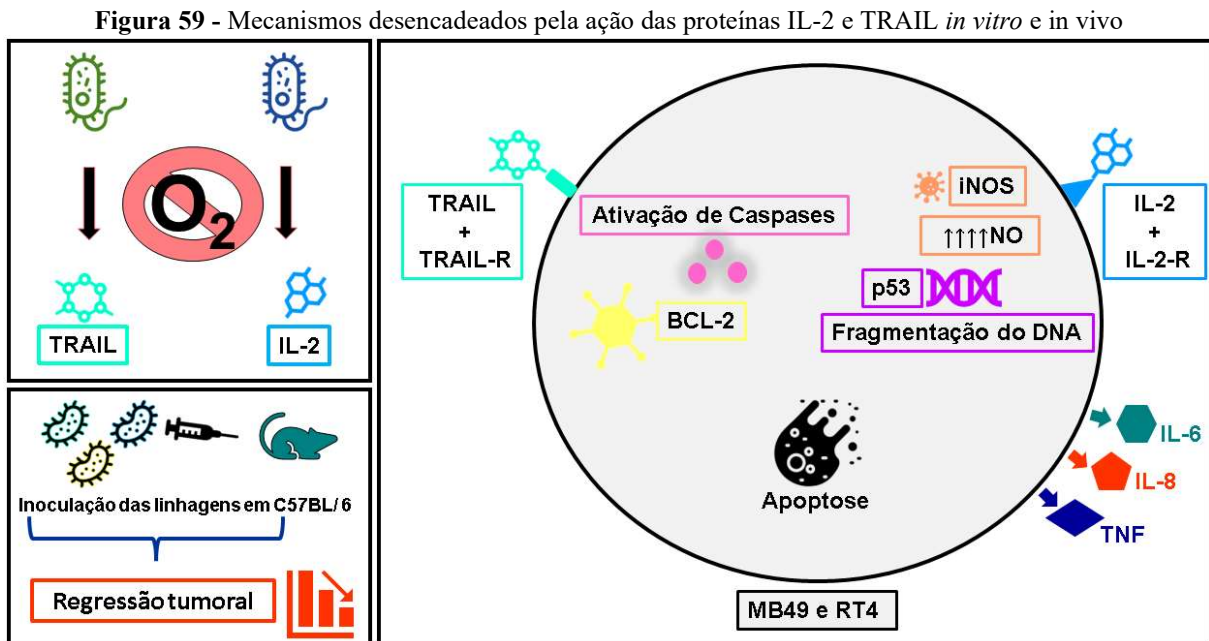 Figura 59 - Mecanismos desencadeados pela ação das proteínas IL-2 e TRAIL in vitro e in vivo
O2
TRAIL
IL-2
Inoculação das linhagens em C57BL/ 6
Regressão tumoral
TRAIL
+
TRAIL-R
Ativação de Caspases
BCL-2
iNOS
↑↑↑↑NO
p53
Fragmentação do DNA
IL-2
+
IL-2-R
Apoptose
IL-6
IL-8
TNF
MB49 e RT4